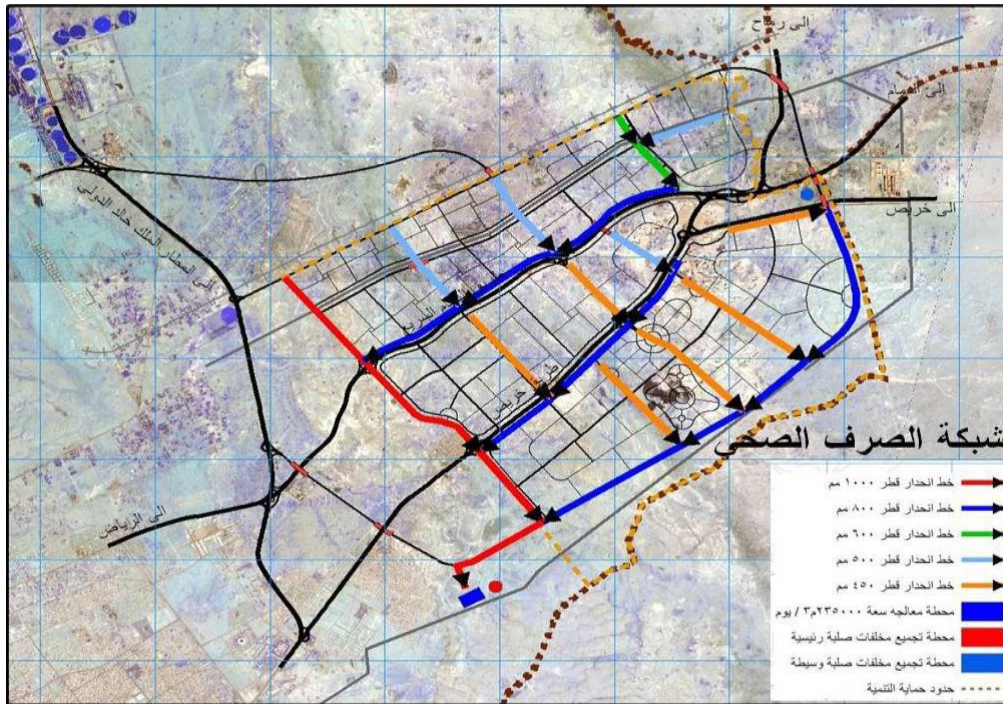 الى رماح
الى الدمام
الى خريص
الى المطار الملك خالد الدولي
الى الرياض
طريق خريص
شبكة الصرف الصحي
خط انحدار قطر ١٠٠٠ مم
خط انحدار قطر ٨٠٠ مم
خط انحدار قطر ٦٠٠ مم
خط انحدار قطر ٥٠٠ مم
خط انحدار قطر ٤٥٠ مم
محطة معالجه سعة ٢٣٥٠٠٠م٣ / يوم
محطة تجميع مخلفات صلبة رئيسية
محطة تجميع مخلفات صلبة وسيطة
حدود حماية التنمية